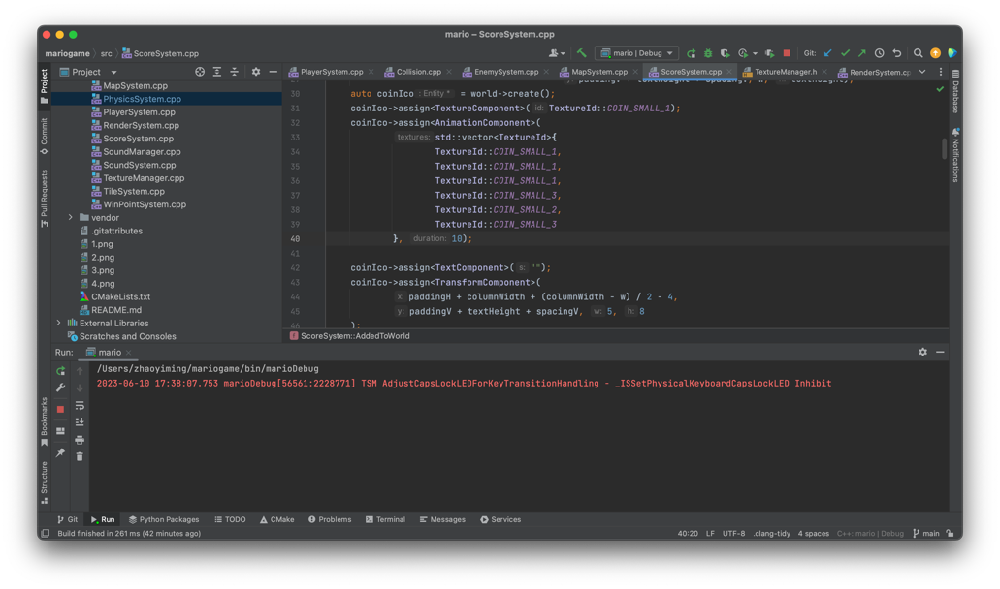 mario – ScoreSystem.cpp
mariogame src ScoreSystem.cpp
mario | Debug
Git:
Project
PlayerSystem.cpp
Collision.cpp
EnemySystem.cpp
MapSystem.cpp
ScoreSystem.cpp
TextureManager.h
RenderSystem.cp
Project
Commit
Pull Requests
Bookmarks
Structure
Database
Notifications
MapSystem.cpp
PhysicsSystem.cpp
PlayerSystem.cpp
RenderSystem.cpp
ScoreSystem.cpp
SoundManager.cpp
SoundSystem.cpp
TextureManager.cpp
TileSystem.cpp
WinPointSystem.cpp
vendor
.gitattributes
1.png
2.png
3.png
4.png
CMakeLists.txt
README.md
External Libraries
Scratches and Consoles
30 auto coinIco : Entity * = world->create();
31 coinIco->assign<TextureComponent>( id: TextureId::COIN_SMALL_1);
32 coinIco->assign<AnimationComponent>(
33 textures: std::vector<TextureId>{
34 TextureId::COIN_SMALL_1,
35 TextureId::COIN_SMALL_1,
36 TextureId::COIN_SMALL_1,
37 TextureId::COIN_SMALL_3,
38 TextureId::COIN_SMALL_2,
39 TextureId::COIN_SMALL_3
40 }, duration: 10);
41
42 coinIco->assign<TextComponent>( s: "");
43 coinIco->assign<TransformComponent>(
44 x: paddingH + columnWidth + (columnWidth - w) / 2 - 4,
45 y: paddingV + textHeight + spacingV, w: 5, h: 8
46 );
ScoreSystem::AddedToWorld
Run: mario
/Users/zhaoyiming/mariogame/bin/marioDebug
2023-06-10 17:38:07.753 marioDebug[56561:2228771] TSM AdjustCapsLockLEDForKeyTransitionHandling - _ISSetPhysicalKeyboardCapsLockLED Inhibit
Git Run Python Packages TODO CMake Problems Terminal Messages Services
Build finished in 261 ms (42 minutes ago)
40:20 LF UTF-8 .clang-tidy 4 spaces C++: mario | Debug main